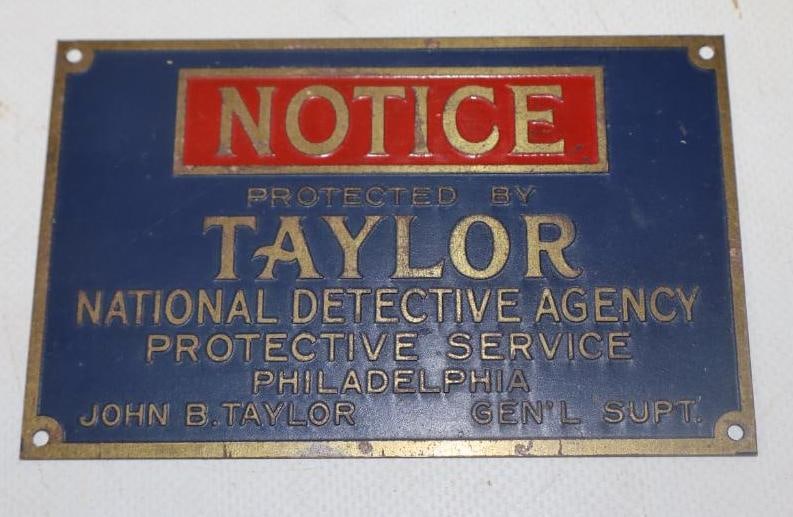 NOTICE
PROTECTED BY
TAYLOR
NATIONAL DETECTIVE AGENCY
PROTECTIVE SERVICE
PHILADELPHIA
JOHN B. TAYLOR GEN'L SUPT.